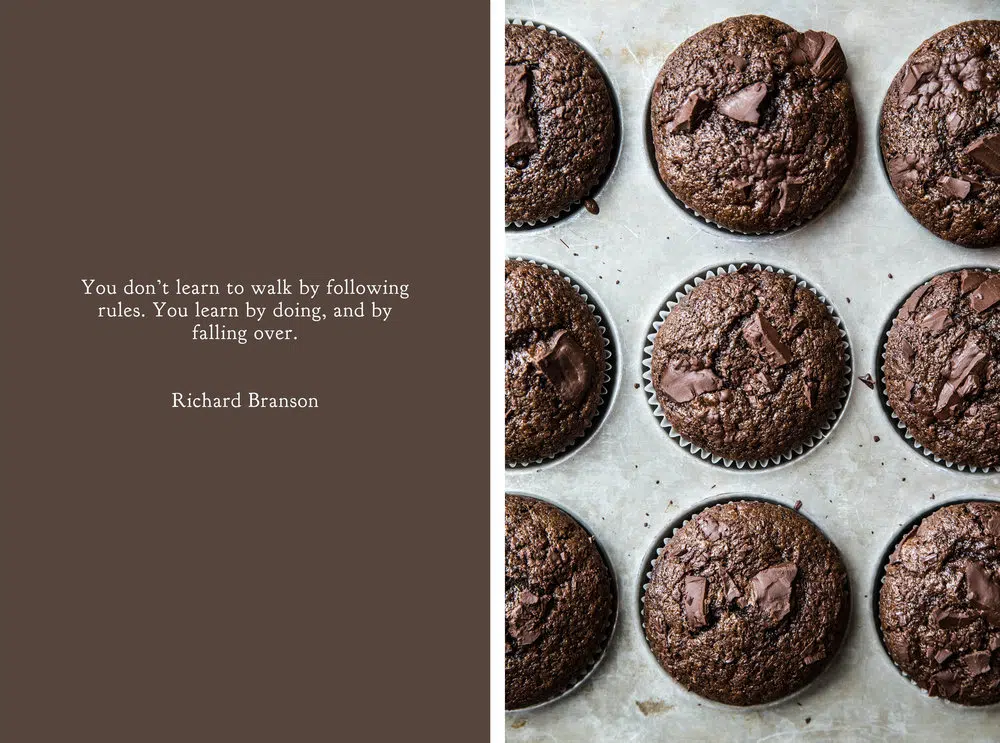 You don’t learn to walk by following
rules. You learn by doing, and by
falling over.
Richard Branson